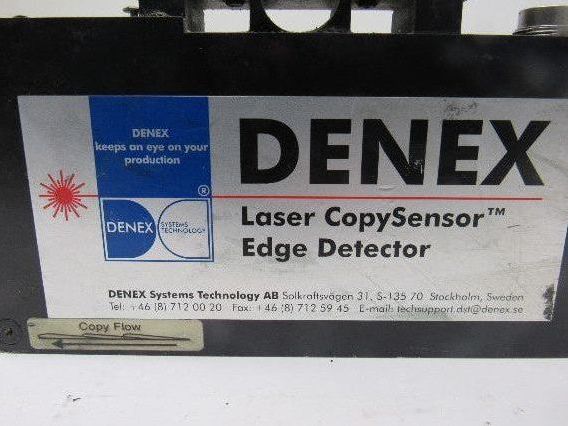 DENEX
keeps an eye on your
production
DENEX
®
DENEX
SYSTEMS
TECHNOLOGY
Laser CopySensor™
Edge Detector
DENEX Systems Technology AB Solkraftsvägen 31, S-135 70 Stockholm, Sweden
Tel: +46 (8) 712 00 20 Fax: +46 (8) 712 59 45 E-mail: techsupport.dst@denex.se
Copy Flow